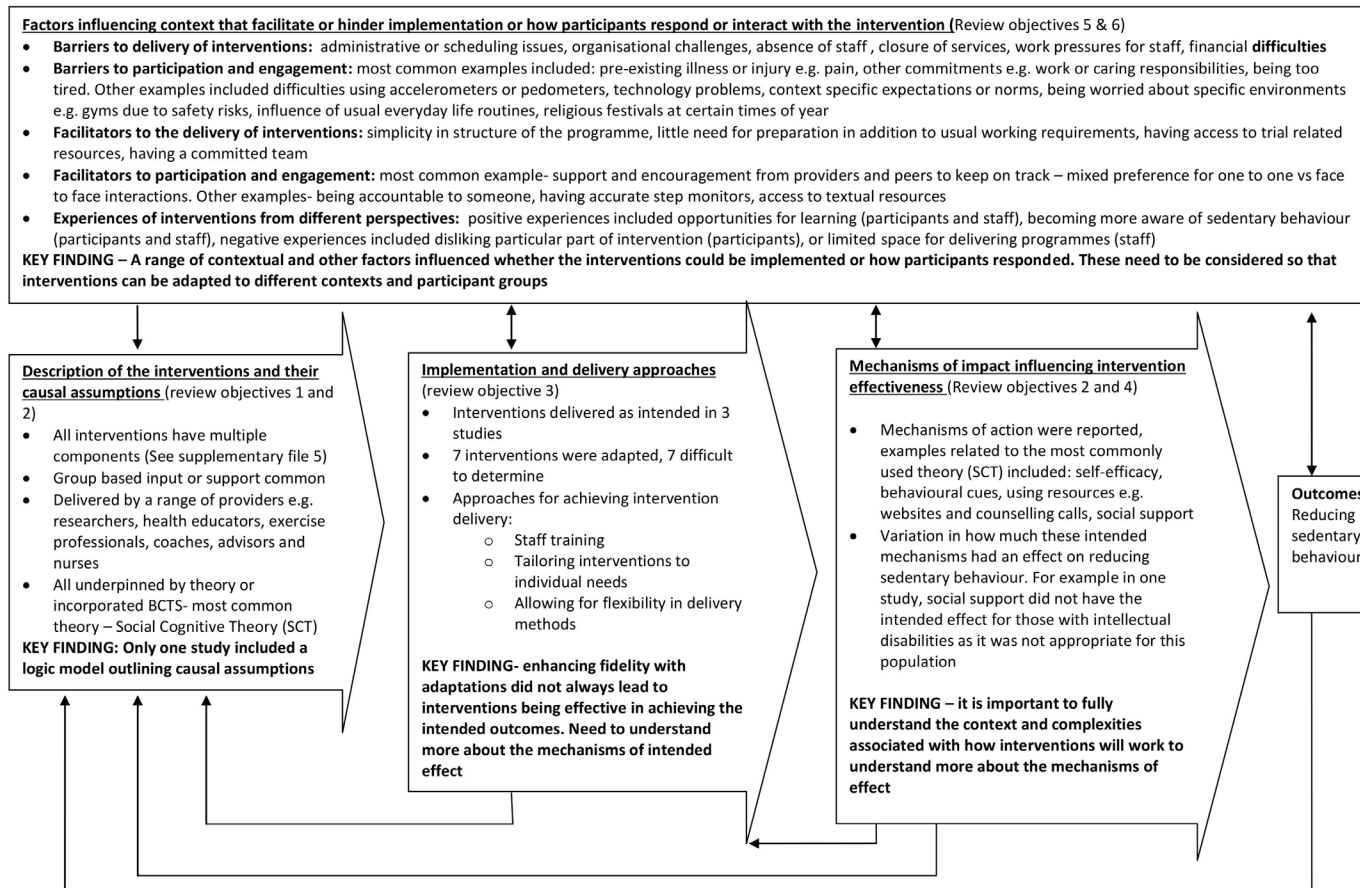 Factors influencing context that facilitate or hinder implementation or how participants respond or interact with the intervention (Review objectives 5 & 6)
• Barriers to delivery of interventions: administrative or scheduling issues, organisational challenges, absence of staff , closure of services, work pressures for staff, financial difficulties
• Barriers to participation and engagement: most common examples included: pre-existing illness or injury e.g. pain, other commitments e.g. work or caring responsibilities, being too
tired. Other examples included difficulties using accelerometers or pedometers, technology problems, context specific expectations or norms, being worried about specific environments
e.g. gyms due to safety risks, influence of usual everyday life routines, religious festivals at certain times of year
• Facilitators to the delivery of interventions: simplicity in structure of the programme, little need for preparation in addition to usual working requirements, having access to trial related
resources, having a committed team
• Facilitators to participation and engagement: most common example- support and encouragement from providers and peers to keep on track – mixed preference for one to one vs face
to face interactions. Other examples- being accountable to someone, having accurate step monitors, access to textual resources
• Experiences of interventions from different perspectives: positive experiences included opportunities for learning (participants and staff), becoming more aware of sedentary behaviour
(participants and staff), negative experiences included disliking particular part of intervention (participants), or limited space for delivering programmes (staff)
KEY FINDING – A range of contextual and other factors influenced whether the interventions could be implemented or how participants responded. These need to be considered so that
interventions can be adapted to different contexts and participant groups
Description of the interventions and their
causal assumptions (review objectives 1 and
2)
• All interventions have multiple
components (See supplementary file 5)
• Group based input or support common
• Delivered by a range of providers e.g.
researchers, health educators, exercise
professionals, coaches, advisors and
nurses
• All underpinned by theory or
incorporated BCTS- most common
theory – Social Cognitive Theory (SCT)
KEY FINDING: Only one study included a
logic model outlining causal assumptions
Implementation and delivery approaches
(review objective 3)
• Interventions delivered as intended in 3
studies
• 7 interventions were adapted, 7 difficult
to determine
• Approaches for achieving intervention
delivery:
o Staff training
o Tailoring interventions to
individual needs
o Allowing for flexibility in delivery
methods
KEY FINDING- enhancing fidelity with
adaptations did not always lead to
interventions being effective in achieving the
intended outcomes. Need to understand
more about the mechanisms of intended
effect
Mechanisms of impact influencing intervention
effectiveness (Review objectives 2 and 4)
• Mechanisms of action were reported,
examples related to the most commonly
used theory (SCT) included: self-efficacy,
behavioural cues, using resources e.g.
websites and counselling calls, social support
• Variation in how much these intended
mechanisms had an effect on reducing
sedentary behaviour. For example in one
study, social support did not have the
intended effect for those with intellectual
disabilities as it was not appropriate for this
population
KEY FINDING – it is important to fully
understand the context and complexities
associated with how interventions will work to
understand more about the mechanisms of
effect
Outcomes
Reducing
sedentary
behaviour